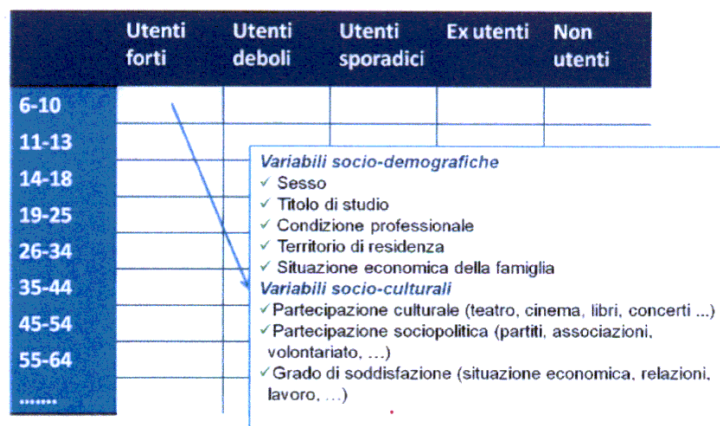 Utenti forti
Utenti deboli
Utenti sporadici
Ex utenti
Non utenti
6-10
11-13
14-18
19-25
26-34
35-44
45-54
55-64
.......
Variabili socio-demografiche
✓ Sesso
✓ Titolo di studio
✓ Condizione professionale
✓ Territorio di residenza
✓ Situazione economica della famiglia
Variabili socio-culturali
✓ Partecipazione culturale (teatro, cinema, libri, concerti ...)
✓ Partecipazione sociopolitica (partiti, associazioni,
volontariato, ...)
✓ Grado di soddisfazione (situazione economica, relazioni,
lavoro, ...)